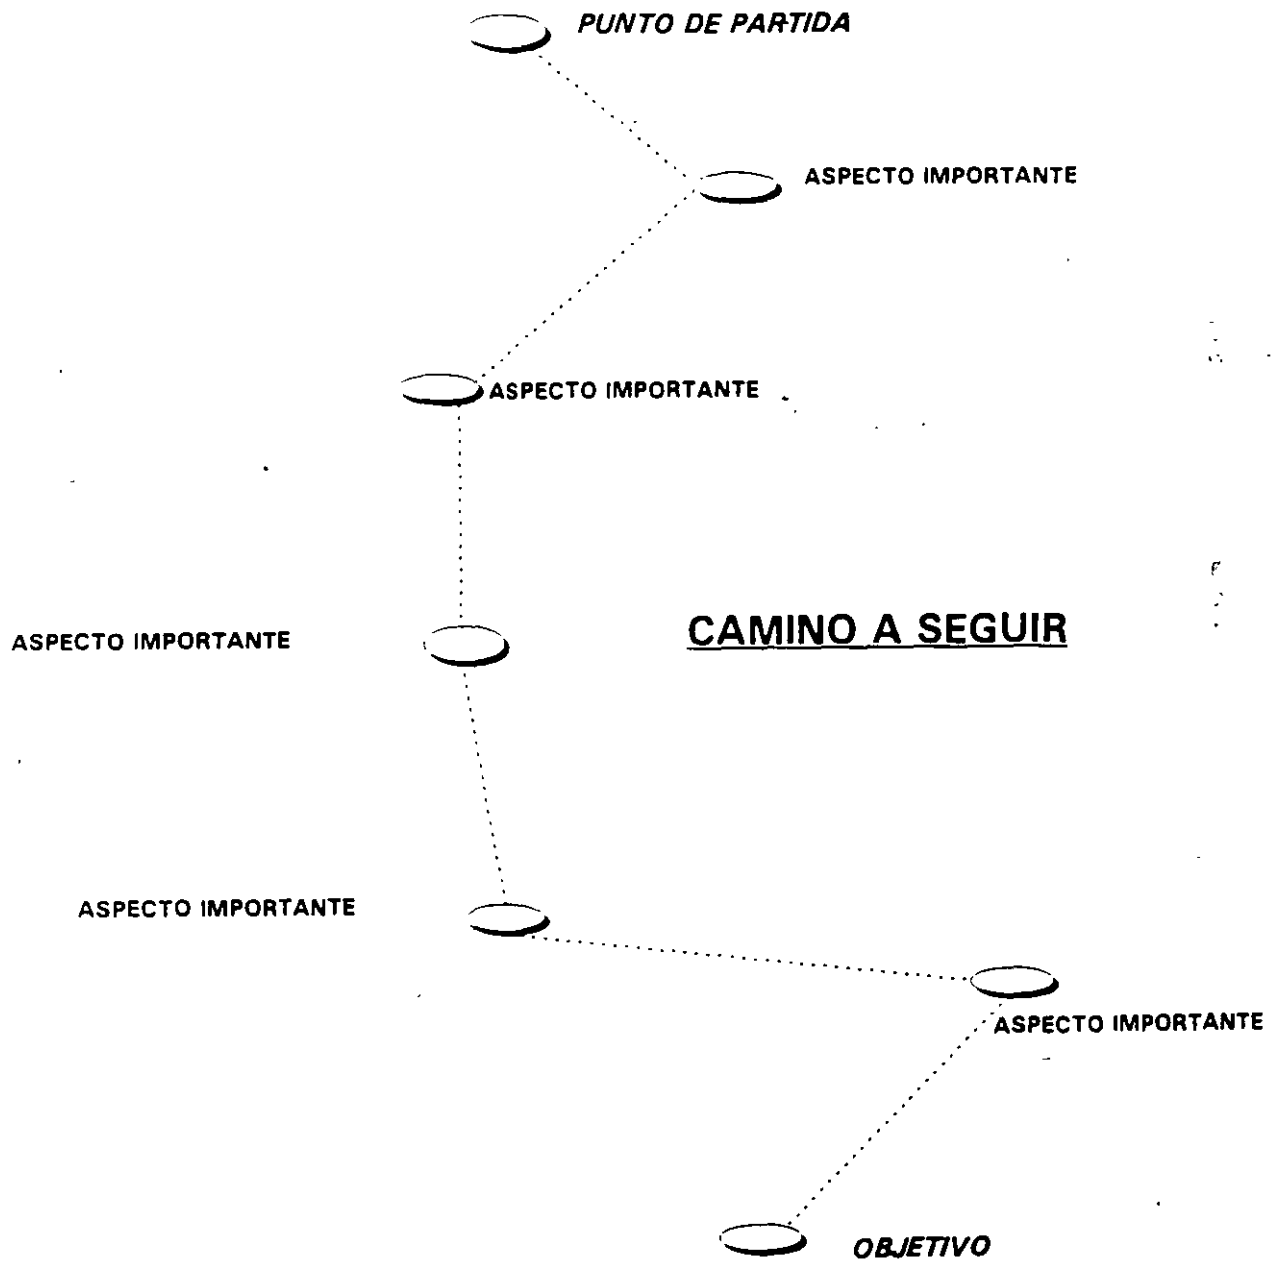 PUNTO DE PARTIDA
ASPECTO IMPORTANTE
ASPECTO IMPORTANTE
ASPECTO IMPORTANTE
CAMINO A SEGUIR
ASPECTO IMPORTANTE
ASPECTO IMPORTANTE
OBJETIVO